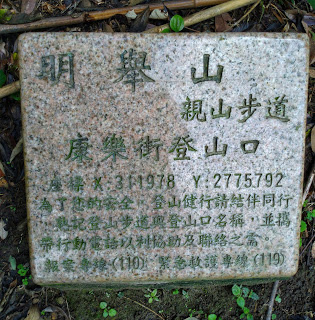 明舉山
親山步道
康樂街登山口
座標 X:311978 Y:2775792
為了您的安全，登山健行請結伴同行
，熟記登山步道與登山口名稱，並攜
帶行動電話以利協助及聯絡之需。
報警專線(110) 緊急救護專線(119)